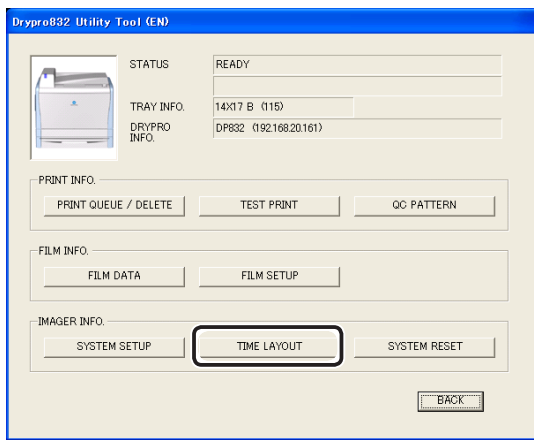 Drypro832 Utility Tool (EN)
STATUS READY
TRAY INFO. 14X17 B (115)
DRYPRO INFO. DP832 (192.168.20.161)
PRINT INFO.
PRINT QUEUE / DELETE TEST PRINT QC PATTERN
FILM INFO.
FILM DATA FILM SETUP
IMAGER INFO.
SYSTEM SETUP TIME LAYOUT SYSTEM RESET
BACK